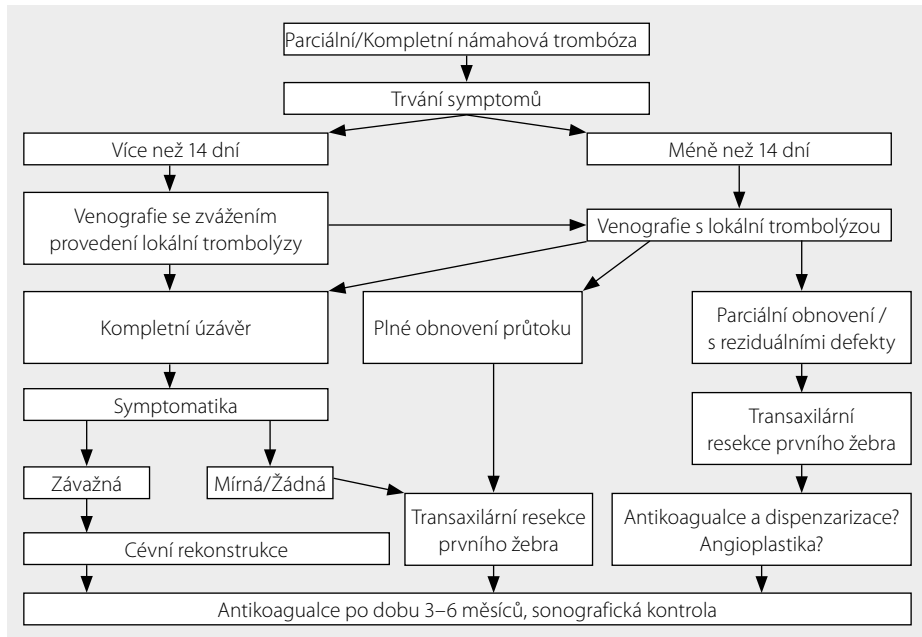 Parciální/Kompletní námahová trombóza
Trvání symptomů
Více než 14 dní
Méně než 14 dní
Venografie se zvážením
provedení lokální trombolýzy
Venografie s lokální trombolýzou
Kompletní úzávěr
Plné obnovení průtoku
Parciální obnovení /
s reziduálními defekty
Symptomatika
Transaxilární
resekce prvního žebra
Závažná
Mírná/Žádná
Transaxilární resekce
prvního žebra
Antikoagualce a dispenzarizace?
Angioplastika?
Cévní rekonstrukce
Antikoagualce po dobu 3–6 měsíců, sonografická kontrola